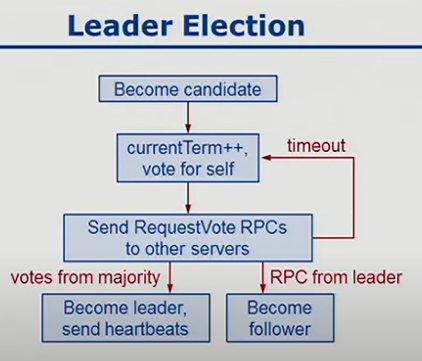 Leader Election
Become candidate
currentTerm++,
vote for self
timeout
Send RequestVote RPCs
to other servers
votes from majority
RPC from leader
Become leader,
send heartbeats
Become
follower